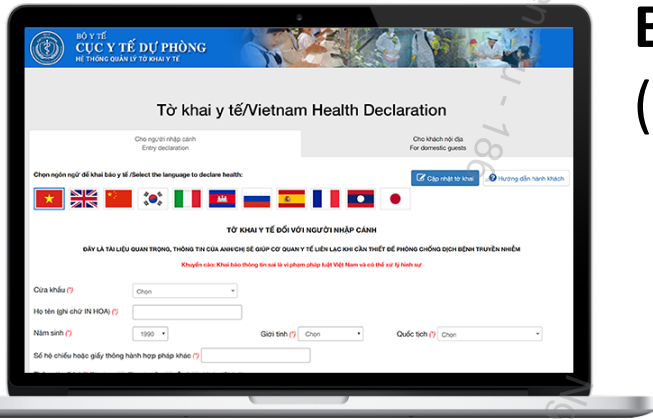 BỘ Y TẾ
CỤC Y TẾ DỰ PHÒNG
HỆ THỐNG QUẢN LÝ TỜ KHAI Y TẾ
Tờ khai y tế/Vietnam Health Declaration
Cho người nhập cảnh
Entry declaration
Cho khách nội địa
For domestic guests
Chọn ngôn ngữ để khai báo y tế /Select the language to declare health:
Cập nhật tờ khai
Hướng dẫn hành khách
TỜ KHAI Y TẾ ĐỐI VỚI NGƯỜI NHẬP CẢNH
ĐÂY LÀ TÀI LIỆU QUAN TRỌNG, THÔNG TIN CỦA ANH/CHỊ SẼ GIÚP CƠ QUAN Y TẾ LIÊN LẠC KHI CẦN THIẾT ĐỂ PHÒNG CHỐNG DỊCH BỆNH TRUYỀN NHIỄM
Khuyến cáo: Khai báo thông tin sai là vi phạm pháp luật Việt Nam và có thể xử lý hình sự
Cửa khẩu (*) Chọn
Họ tên (ghi chữ IN HOA) (*)
Năm sinh (*) 1990 Giới tính (*) Chọn Quốc tịch (*) Chọn
Số hộ chiếu hoặc giấy thông hành hợp pháp khác (*)
- 186